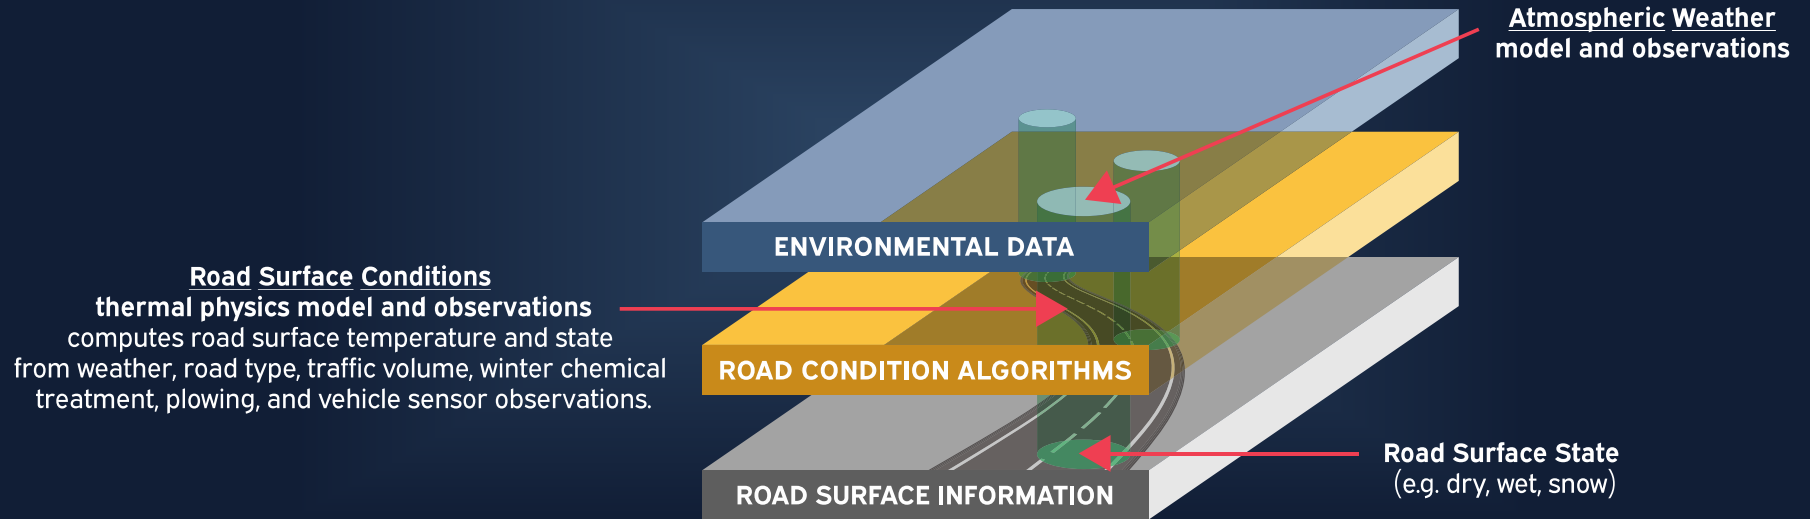 Atmospheric Weather
model and observations
ENVIRONMENTAL DATA
Road Surface Conditions
thermal physics model and observations
computes road surface temperature and state
from weather, road type, traffic volume, winter chemical
treatment, plowing, and vehicle sensor observations.
ROAD CONDITION ALGORITHMS
Road Surface State
(e.g. dry, wet, snow)
ROAD SURFACE INFORMATION